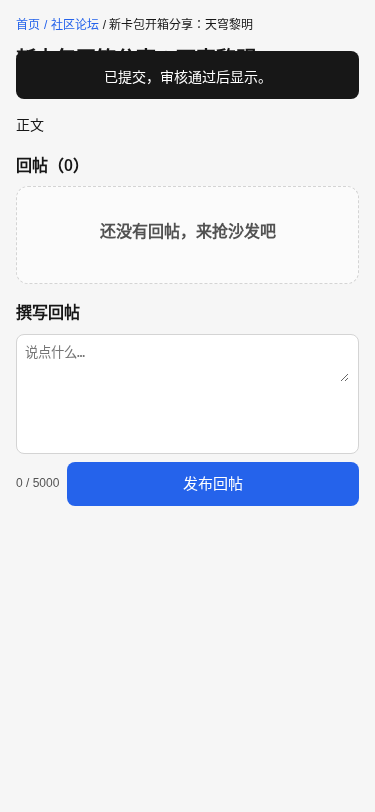 首页 / 社区论坛 / 新卡包开箱分享：天穹黎明
已提交，审核通过后显示。
正文
回帖（0）
还没有回帖，来抢沙发吧
撰写回帖
说点什么…
0 / 5000
发布回帖